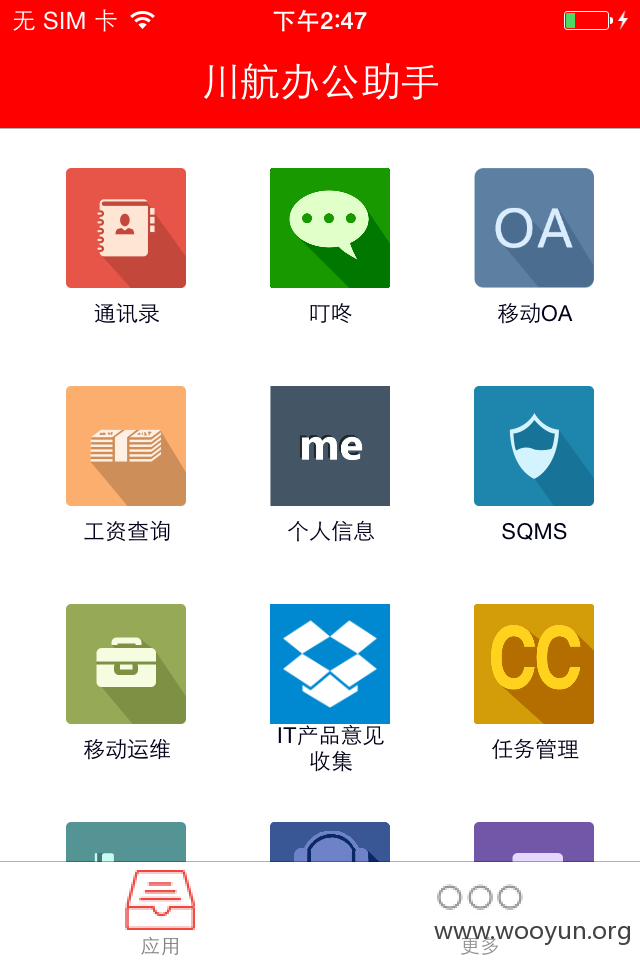 无 SIM 卡 下午2:47
川航办公助手
OA
通讯录 叮咚 移动OA
me
工资查询 个人信息 SQMS
CC
移动运维 IT产品意见
收集 任务管理
应用 更多
www.wooyun.org